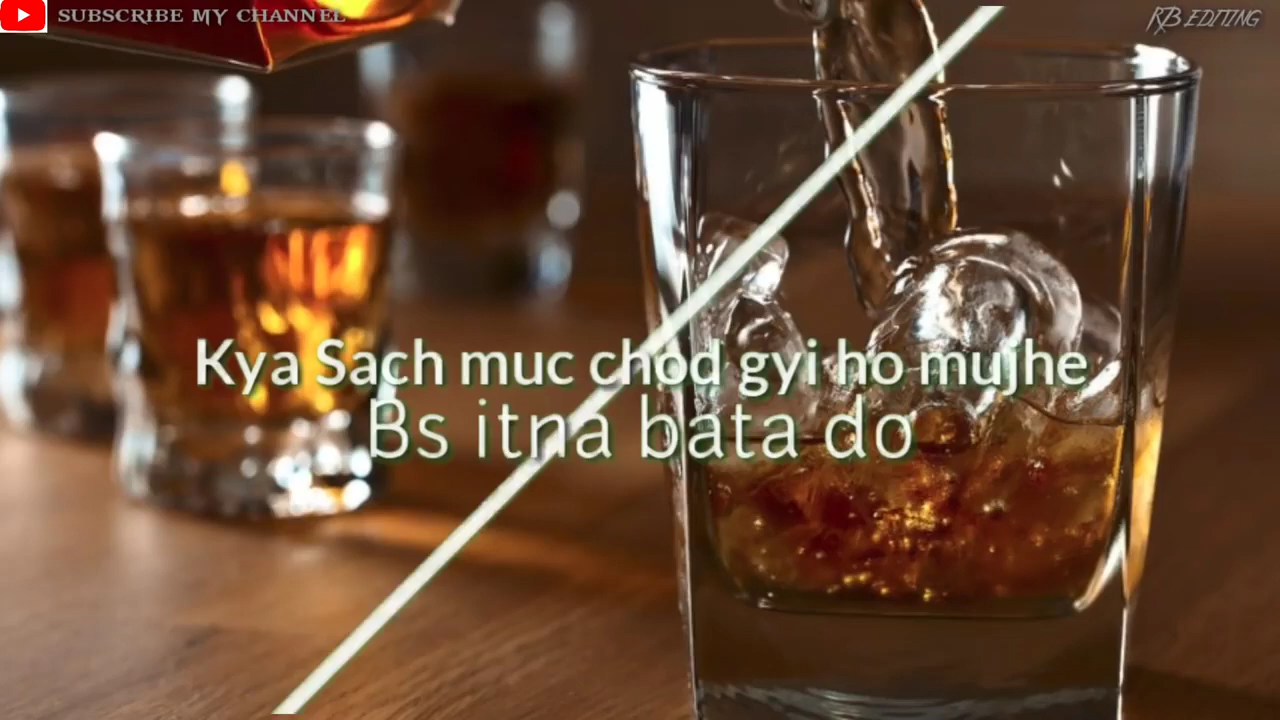 SUBSCRIBE MY CHANNEL
RB EDITING
Kya Sach muc chod gyi ho mujhe
Bs itna bata do